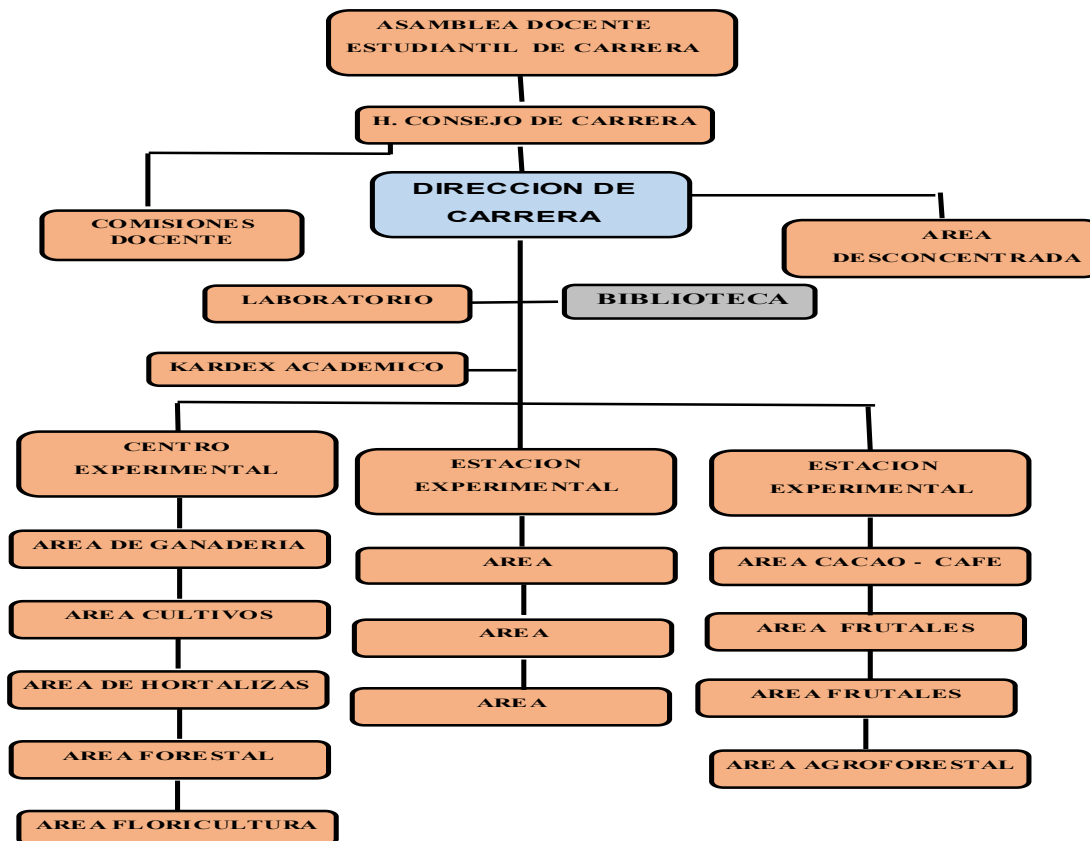 ASAMBLEA DOCENTE
ESTUDIANTIL DE CARRERA
H. CONSEJO DE CARRERA
DIRECCION DE
CARRERA
COMISIONES
DOCENTE
AREA
DESCONCENTRADA
LABORATORIO
BIBLIOTECA
KARDEX ACADEMICO
CENTRO
EXPERIMENTAL
AREA DE GANADERIA
AREA CULTIVOS
AREA DE HORTALIZAS
AREA FORESTAL
AREA FLORICULTURA
ESTACION
EXPERIMENTAL
AREA
AREA
AREA
ESTACION
EXPERIMENTAL
AREA CACAO - CAFE
AREA FRUTALES
AREA FRUTALES
AREA AGROFORESTAL